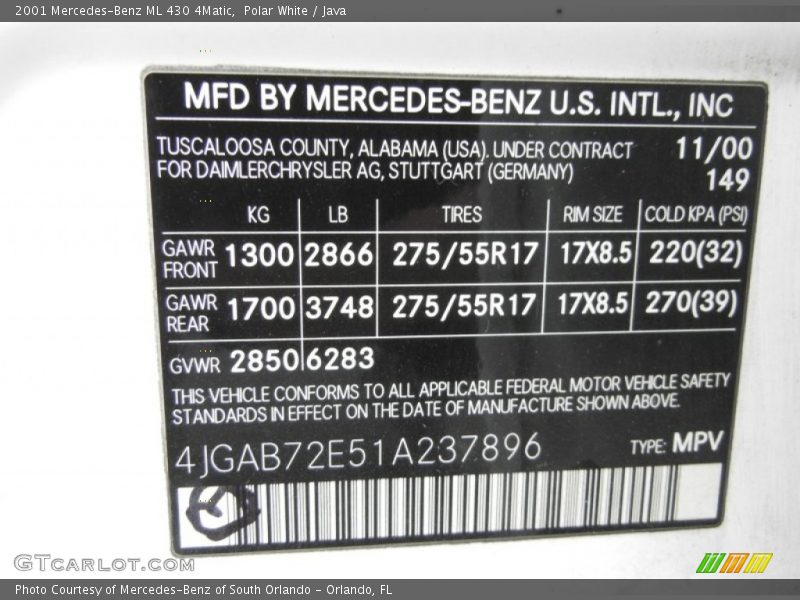 2001 Mercedes-Benz ML 430 4Matic,  Polar White / Java
MFD BY MERCEDES-BENZ U.S. INTL., INC
TUSCALOOSA COUNTY, ALABAMA (USA). UNDER CONTRACT 11/00
FOR DAIMLERCHRYSLER AG, STUTTGART (GERMANY) 149
KG LB TIRES RIM SIZE COLD KPA (PSI)
GAWR FRONT 1300 2866 275/55R17 17X8.5 220(32)
GAWR REAR 1700 3748 275/55R17 17X8.5 270(39)
GVWR 2850 6283
THIS VEHICLE CONFORMS TO ALL APPLICABLE FEDERAL MOTOR VEHICLE SAFETY
STANDARDS IN EFFECT ON THE DATE OF MANUFACTURE SHOWN ABOVE.
4JGAB72E51A237896 TYPE: MPV
GTcarlot.com
Photo Courtesy of Mercedes-Benz of South Orlando - Orlando, FL